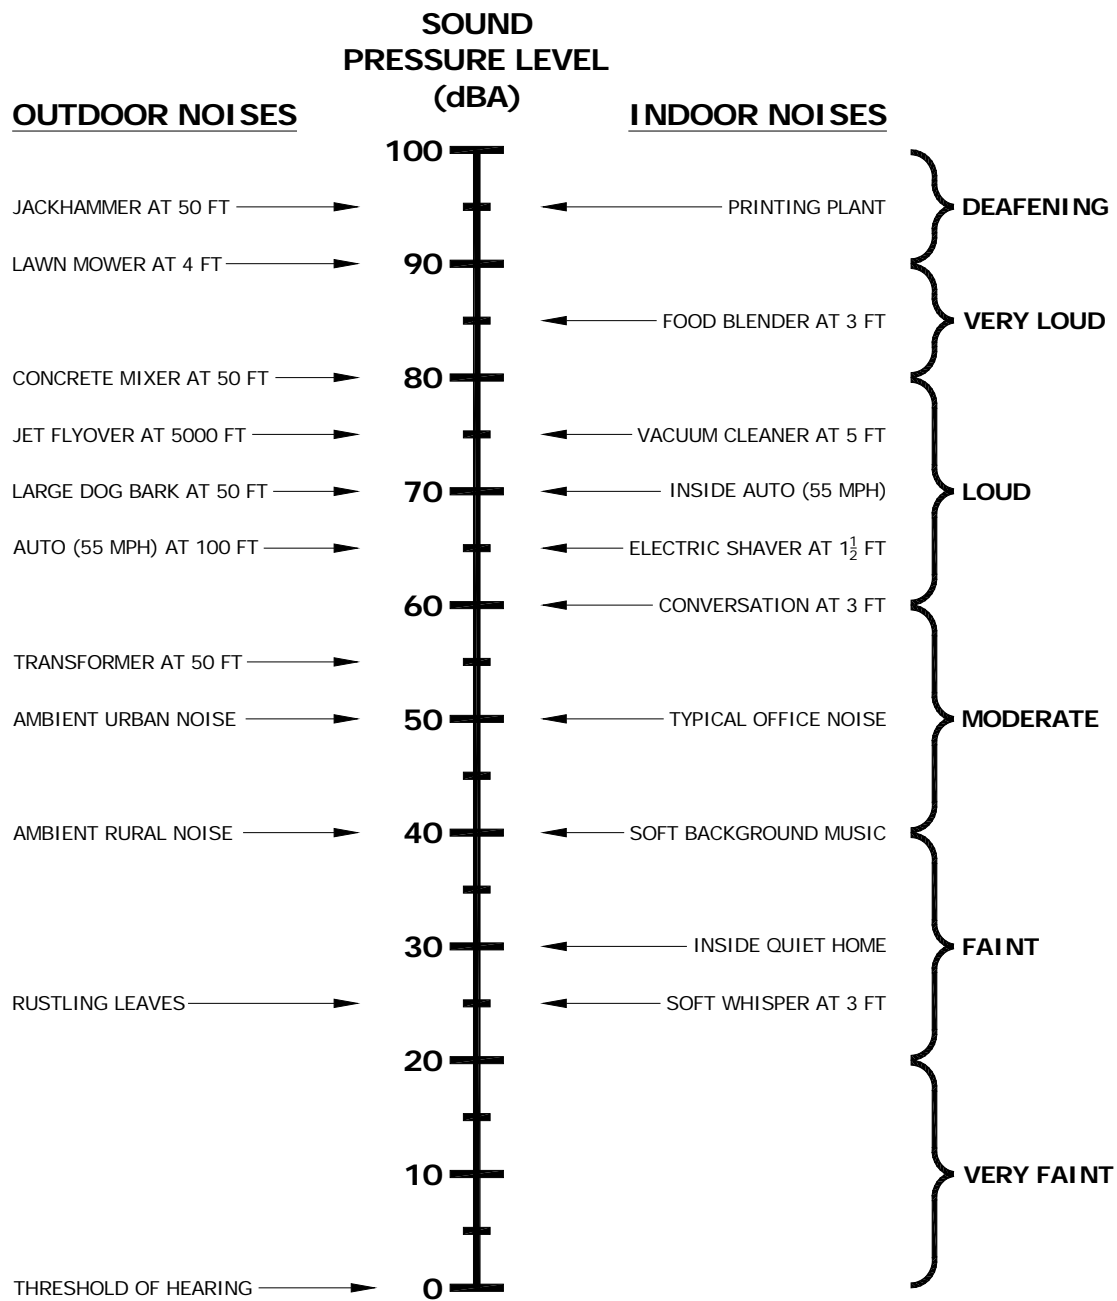 SOUND
PRESSURE LEVEL
(dBA)
OUTDOOR NOISES
INDOOR NOISES
100
JACKHAMMER AT 50 FT
PRINTING PLANT
DEAFENING
LAWN MOWER AT 4 FT
90
FOOD BLENDER AT 3 FT
VERY LOUD
CONCRETE MIXER AT 50 FT
80
JET FLYOVER AT 5000 FT
VACUUM CLEANER AT 5 FT
LARGE DOG BARK AT 50 FT
70
INSIDE AUTO (55 MPH)
LOUD
AUTO (55 MPH) AT 100 FT
ELECTRIC SHAVER AT 1½ FT
60
CONVERSATION AT 3 FT
TRANSFORMER AT 50 FT
AMBIENT URBAN NOISE
50
TYPICAL OFFICE NOISE
MODERATE
AMBIENT RURAL NOISE
40
SOFT BACKGROUND MUSIC
30
INSIDE QUIET HOME
FAINT
RUSTLING LEAVES
SOFT WHISPER AT 3 FT
20
10
VERY FAINT
THRESHOLD OF HEARING
0